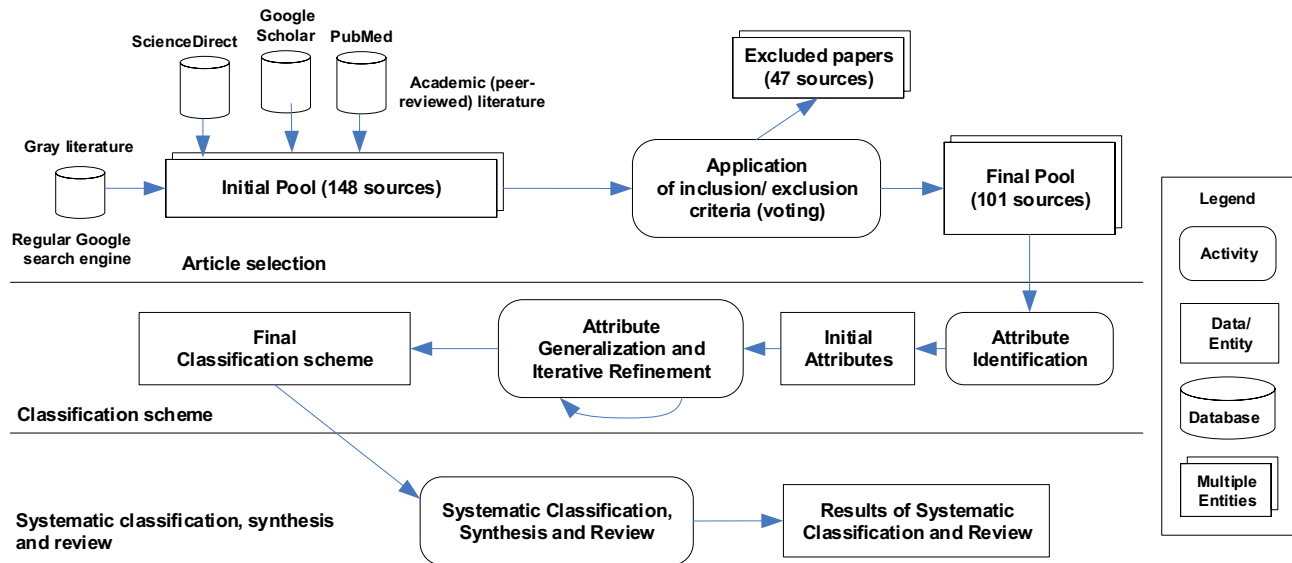 Google
Scholar
ScienceDirect
PubMed
Academic (peer-
reviewed) literature
Excluded papers
(47 sources)
Gray literature
Initial Pool (148 sources)
Application
of inclusion/ exclusion
criteria (voting)
Final Pool
(101 sources)
Regular Google
search engine
Article selection
Final
Classification scheme
Attribute
Generalization and
Iterative Refinement
Initial
Attributes
Attribute
Identification
Classification scheme
Systematic classification, synthesis
and review
Systematic Classification,
Synthesis and Review
Results of Systematic
Classification and Review
Legend
Activity
Data/
Entity
Database
Multiple
Entities